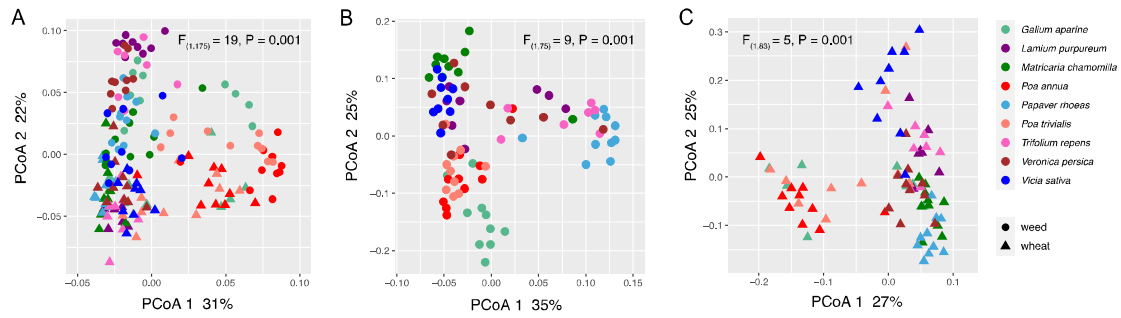 A
F(1,175) = 19, P = 0.001
0.10
0.05
0.00
−0.05
PCoA 2 22%
−0.05
0.00
0.05
0.10
PCoA 1 31%
B
F(1,75) = 9, P = 0.001
0.2
0.1
0.0
−0.1
−0.2
PCoA 2 25%
−0.10
−0.05
0.00
0.05
0.10
0.15
PCoA 1 35%
C
F(1,83) = 5, P = 0.001
0.3
0.2
0.1
0.0
−0.1
PCoA 2 25%
−0.2
−0.1
0.0
0.1
PCoA 1 27%
Galium aparine
Lamium purpureum
Matricaria chamomilla
Poa annua
Papaver rhoeas
Poa trivialis
Trifolium repens
Veronica persica
Vicia sativa
weed
wheat